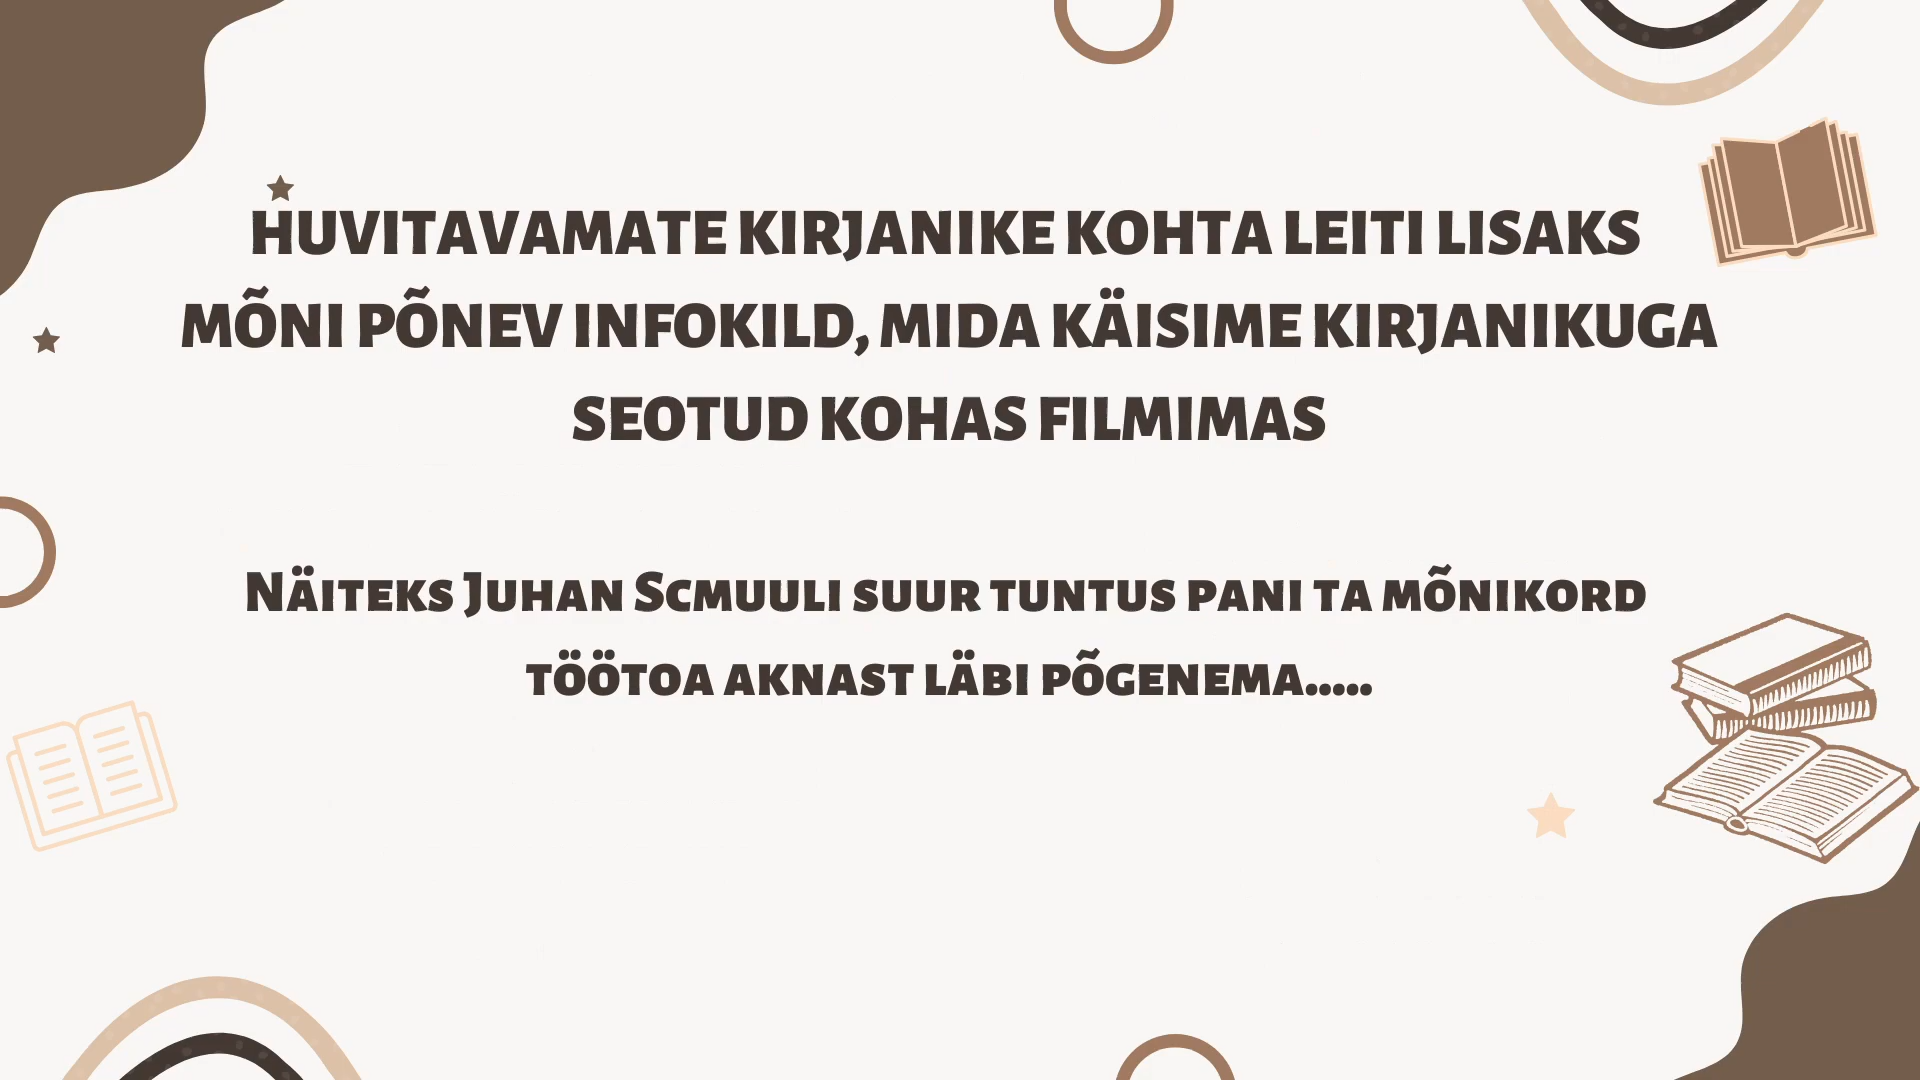 HUVITAVAMATE KIRJANIKE KOHTA LEITI LISAKS
MÕNI PÕNEV INFOKILD, MIDA KÄISIME KIRJANIKUGA
SEOTUD KOHAS FILMIMAS
Näiteks Juhan Scmuuli suur tuntus pani ta mõnikord
töötoa aknast läbi põgenema.....